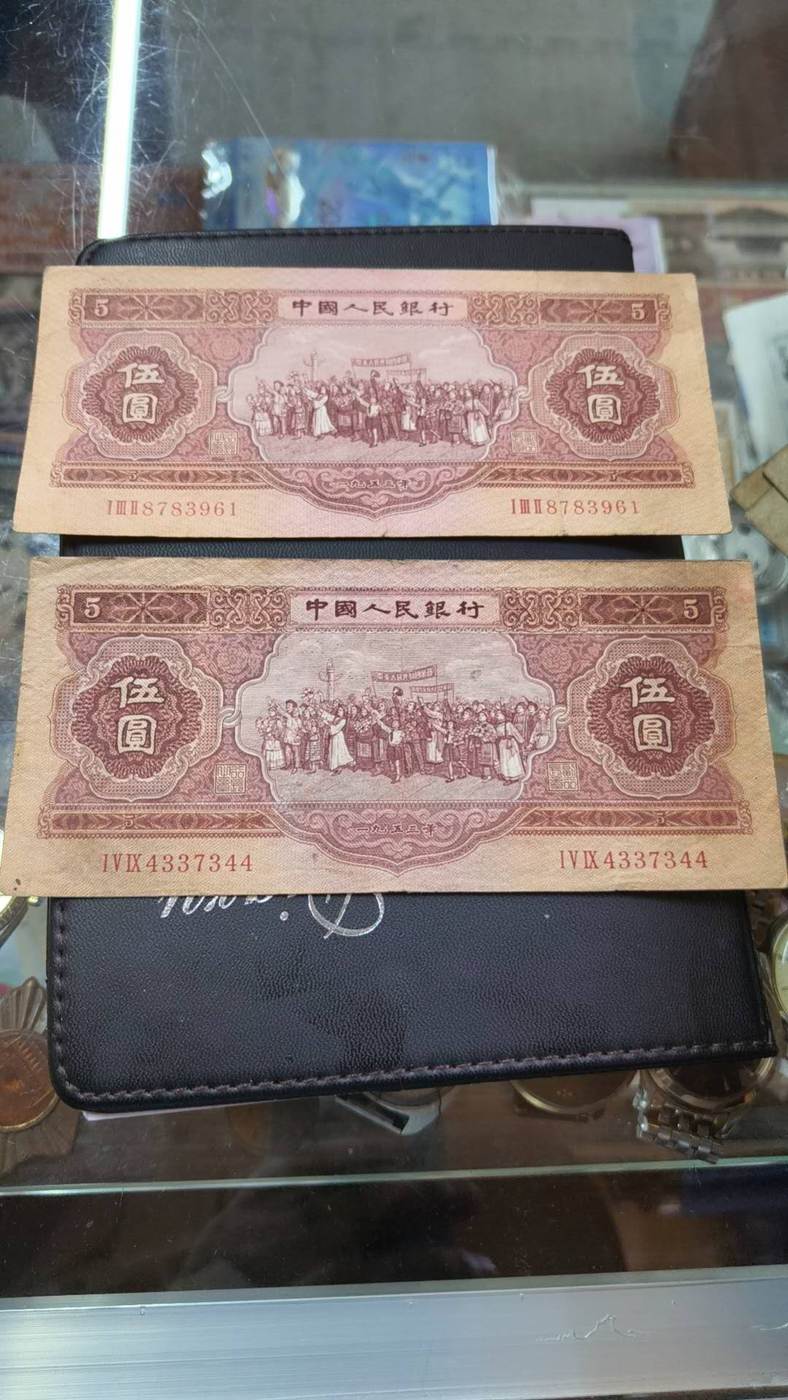 5 中國人民銀行 5
伍圓 伍圓
一九五三年
I III II 8783961 I III II 8783961
5 中國人民銀行 5
伍圓 伍圓
一九五三年
IV IX 4337344 IV IX 4337344